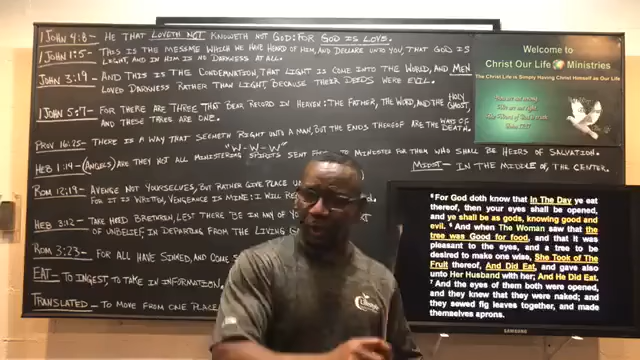 1 JOHN 4:8 - HE THAT LOVETH NOT KNOWETH NOT GOD: FOR GOD IS LOVE.
1 JOHN 1:5 - THIS IS THE MESSAGE WHICH WE HAVE HEARD OF HIM, AND DECLARE UNTO YOU, THAT GOD IS
LIGHT, AND IN HIM IS NO DARKNESS AT ALL.
JOHN 3:19 - AND THIS IS THE CONDEMNATION, THAT LIGHT IS COME INTO THE WORLD, AND MEN
LOVED DARKNESS RATHER THAN LIGHT, BECAUSE THEIR DEEDS WERE EVIL.
1 JOHN 5:7 - FOR THERE ARE THREE THAT BEAR RECORD IN HEAVEN: THE FATHER, THE WORD, AND THE HOLY GHOST,
AND THESE THREE ARE ONE.
PROV 16:25 - THERE IS A WAY THAT SEEMETH RIGHT UNTO A MAN, BUT THE ENDS THEREOF ARE THE WAYS OF DEATH.
"W-W-W"
HEB 1:14 - (ANGELS) ARE THEY NOT ALL MINISTERING SPIRITS SENT TO MINISTER FOR THEM WHO SHALL BE HEIRS OF SALVATION.
MIDST - IN THE MIDDLE OF, THE CENTER.
ROM 12:19 - AVENGE NOT YOURSELVES, BUT RATHER GIVE PLACE
FOR IT IS WRITTEN, VENGEANCE IS MINE; I WILL
HEB 3:12 - TAKE HEED BRETHREN, LEST THERE BE IN ANY OF
OF UNBELIEF, IN DEPARTING FROM THE LIVING
ROM 3:23 - FOR ALL HAVE SINNED, AND COME
EAT - TO INGEST, TO TAKE IN INFORMATION.
TRANSLATED - TO MOVE FROM ONE PLACE
Welcome to
Christ Our Life Ministries
The Christ Life is Simply Having Christ Himself as Our Life
⁵For God doth know that In The Day ye eat
thereof, then your eyes shall be opened,
and ye shall be as gods, knowing good and
evil. ⁶ And when The Woman saw that the
tree was Good for food, and that it was
pleasant to the eyes, and a tree to be
desired to make one wise, She Took of The
Fruit thereof, And Did Eat, and gave also
unto Her Husband with her; And He Did Eat.
⁷ And the eyes of them both were opened,
and they knew that they were naked; and
they sewed fig leaves together, and made
themselves aprons.
SAMSUNG